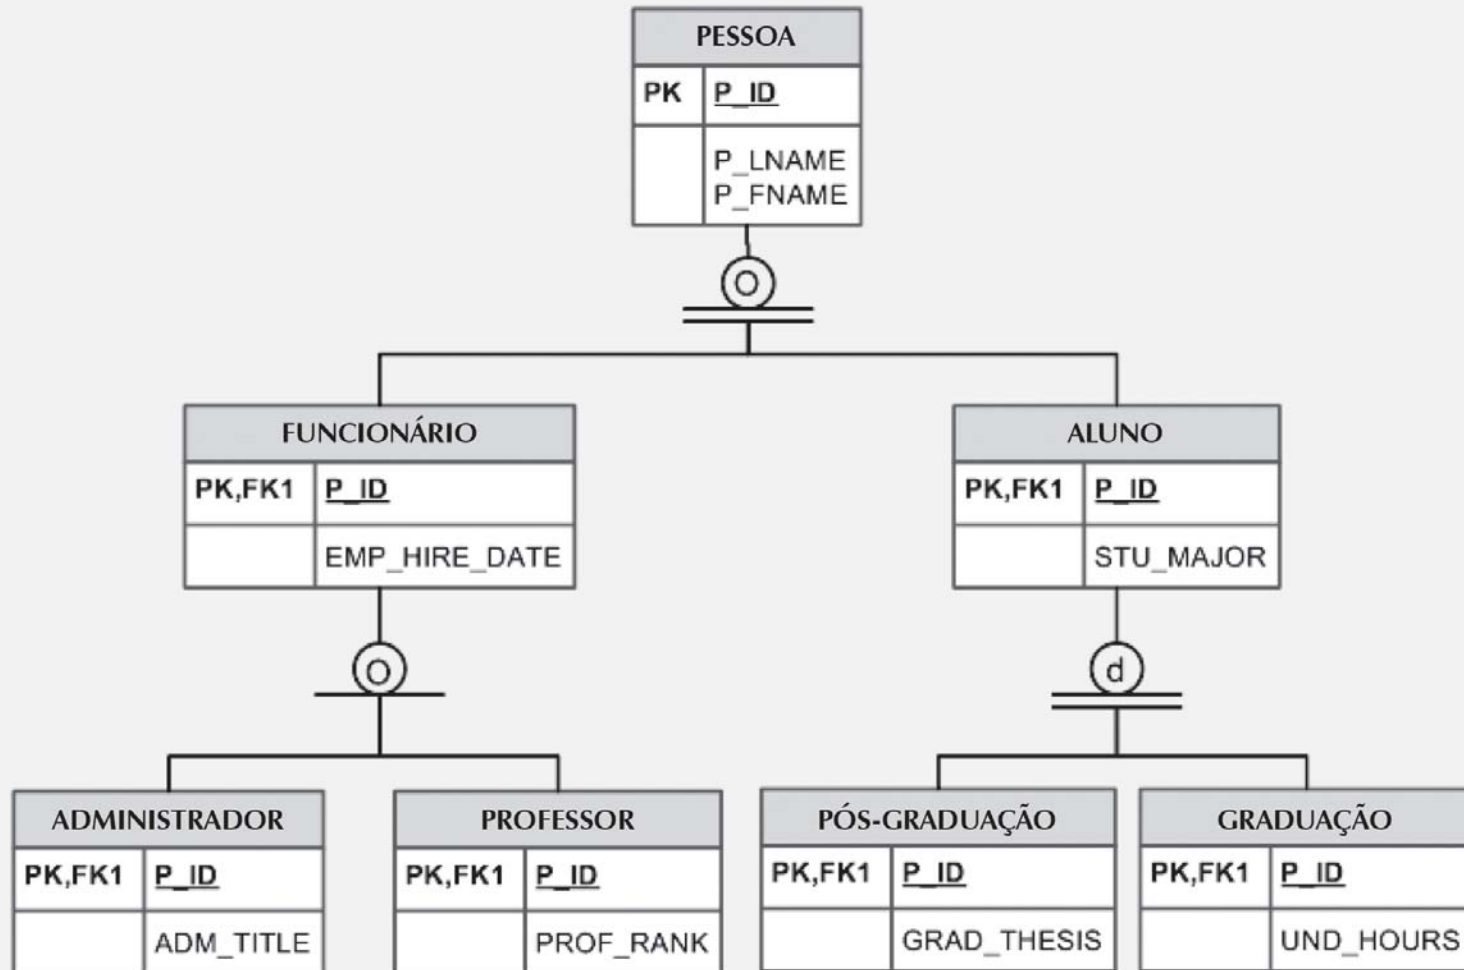 PESSOA
PK P_ID
P_LNAME
P_FNAME
O
FUNCIONÁRIO
PK,FK1 P_ID
EMP_HIRE_DATE
ALUNO
PK,FK1 P_ID
STU_MAJOR
O
d
ADMINISTRADOR
PK,FK1 P_ID
ADM_TITLE
PROFESSOR
PK,FK1 P_ID
PROF_RANK
PÓS-GRADUAÇÃO
PK,FK1 P_ID
GRAD_THESIS
GRADUAÇÃO
PK,FK1 P_ID
UND_HOURS